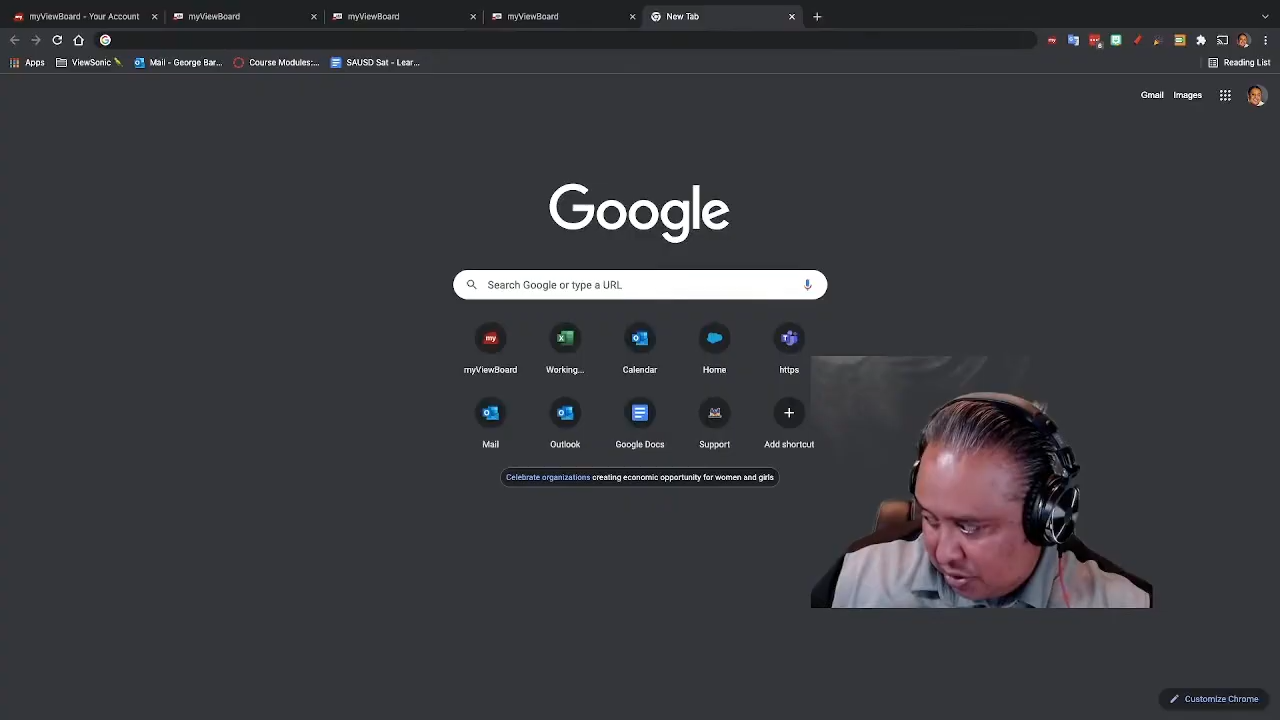 myViewBoard - Your Account
myViewBoard
myViewBoard
myViewBoard
New Tab
Apps
ViewSonic
Mail - George Bar...
Course Modules:...
SAUSD Sat - Lear...
Reading List
Gmail
Images
Google
Search Google or type a URL
my
myViewBoard
Working...
Calendar
Home
https
Mail
Outlook
Google Docs
Support
Add shortcut
Celebrate organizations creating economic opportunity for women and girls
Customize Chrome